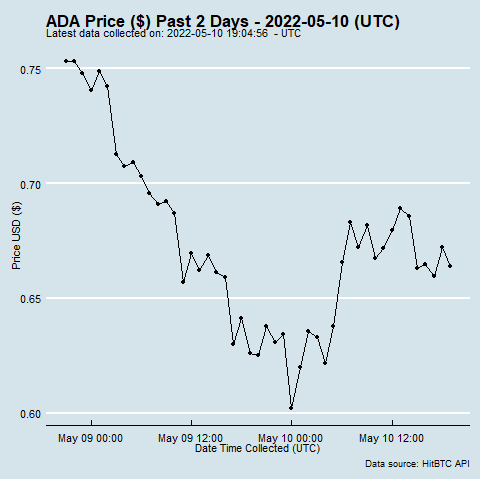 ADA Price ($) Past 2 Days - 2022-05-10 (UTC)
Latest data collected on: 2022-05-10 19:04:56  - UTC
0.75
0.70
0.65
0.60
Price USD ($)
May 09 00:00 May 09 12:00 May 10 00:00 May 10 12:00
Date Time Collected (UTC)
Data source: HitBTC API